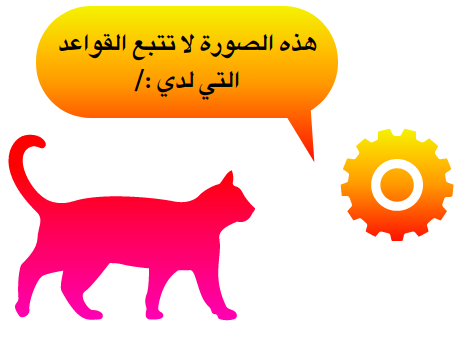 هذه الصورة لا تتبع القواعد
التي لدي :/